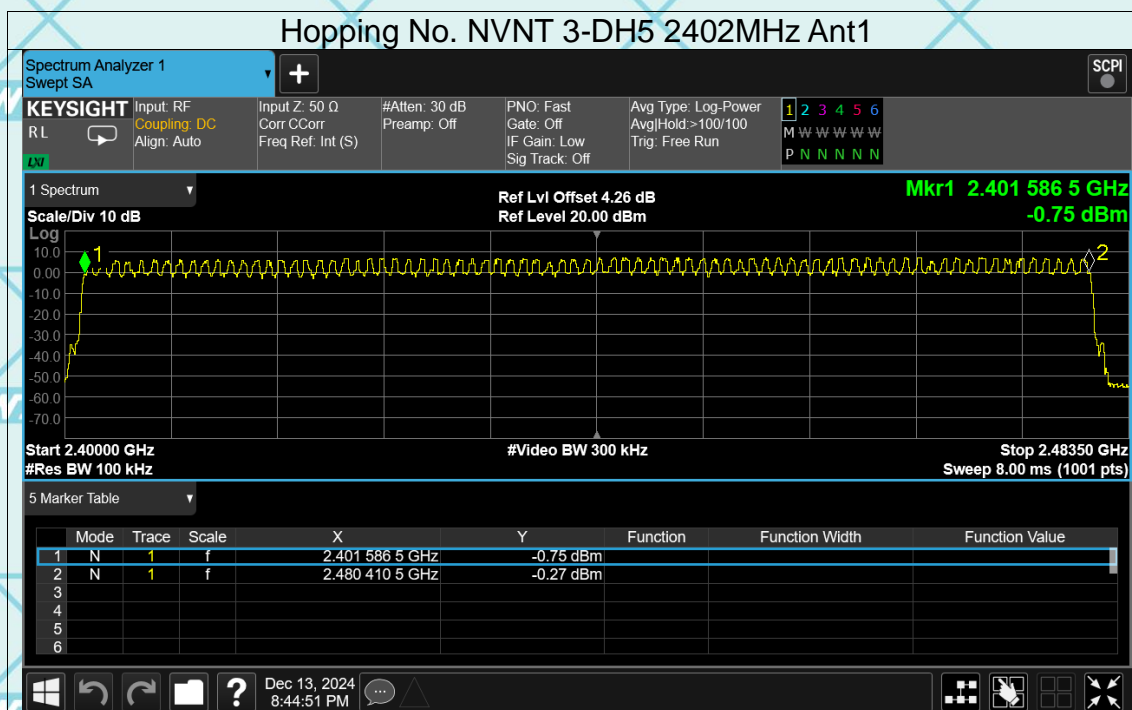 Hopping No. NVNT 3-DH5 2402MHz Ant1
Spectrum Analyzer 1
Swept SA
SCPI
KEYSIGHT
RL
LXI
Input: RF
Coupling: DC
Align: Auto
Input Z: 50 Ω
Corr CCorr
Freq Ref: Int (S)
#Atten: 30 dB
Preamp: Off
PNO: Fast
Gate: Off
IF Gain: Low
Sig Track: Off
Avg Type: Log-Power
Avg|Hold:>100/100
Trig: Free Run
1 2 3 4 5 6
M W W W W W
P N N N N N
1 Spectrum
Scale/Div 10 dB
Ref Lvl Offset 4.26 dB
Ref Level 20.00 dBm
Mkr1 2.401 586 5 GHz
-0.75 dBm
Log
10.0
0.00
-10.0
-20.0
-30.0
-40.0
-50.0
-60.0
-70.0
1
2
Start 2.40000 GHz
#Video BW 300 kHz
Stop 2.48350 GHz
#Res BW 100 kHz
Sweep 8.00 ms (1001 pts)
5 Marker Table
Mode Trace Scale X Y Function Function Width Function Value
1 N 1 f 2.401 586 5 GHz -0.75 dBm
2 N 1 f 2.480 410 5 GHz -0.27 dBm
3
4
5
6
?
Dec 13, 2024
8:44:51 PM